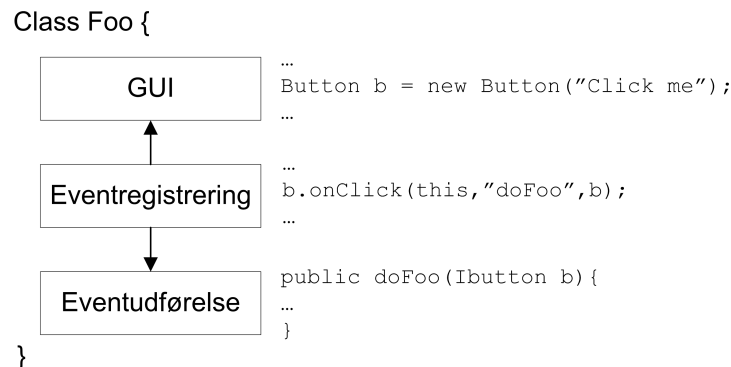 Class Foo {
…
GUI
Button b = new Button(”Click me”);
…
…
Eventregistrering
b.onClick(this,”doFoo”,b);
…
public doFoo(Ibutton b){
Eventudførelse
…
}
}